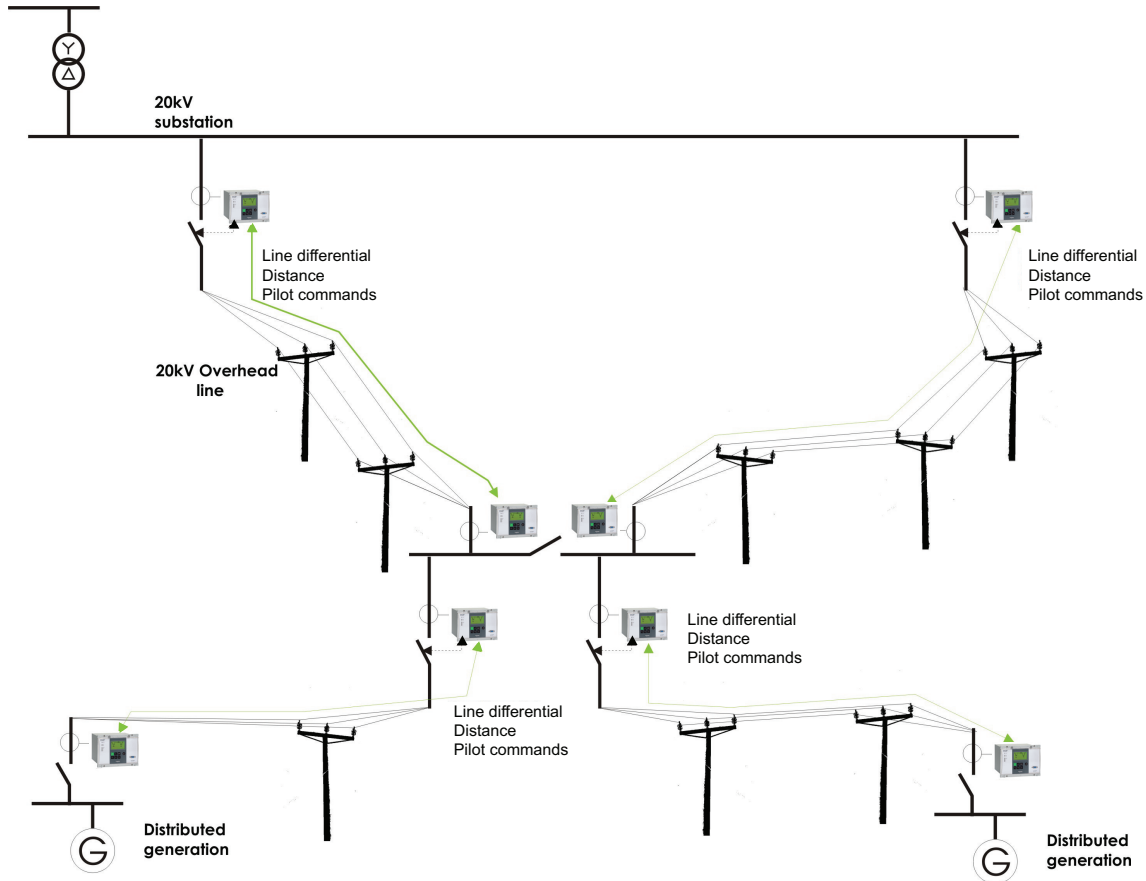 20kV
substation
Line differential
Distance
Pilot commands
Line differential
Distance
Pilot commands
20kV Overhead
line
Line differential
Distance
Pilot commands
Line differential
Distance
Pilot commands
Distributed
generation
G
Distributed
generation
G